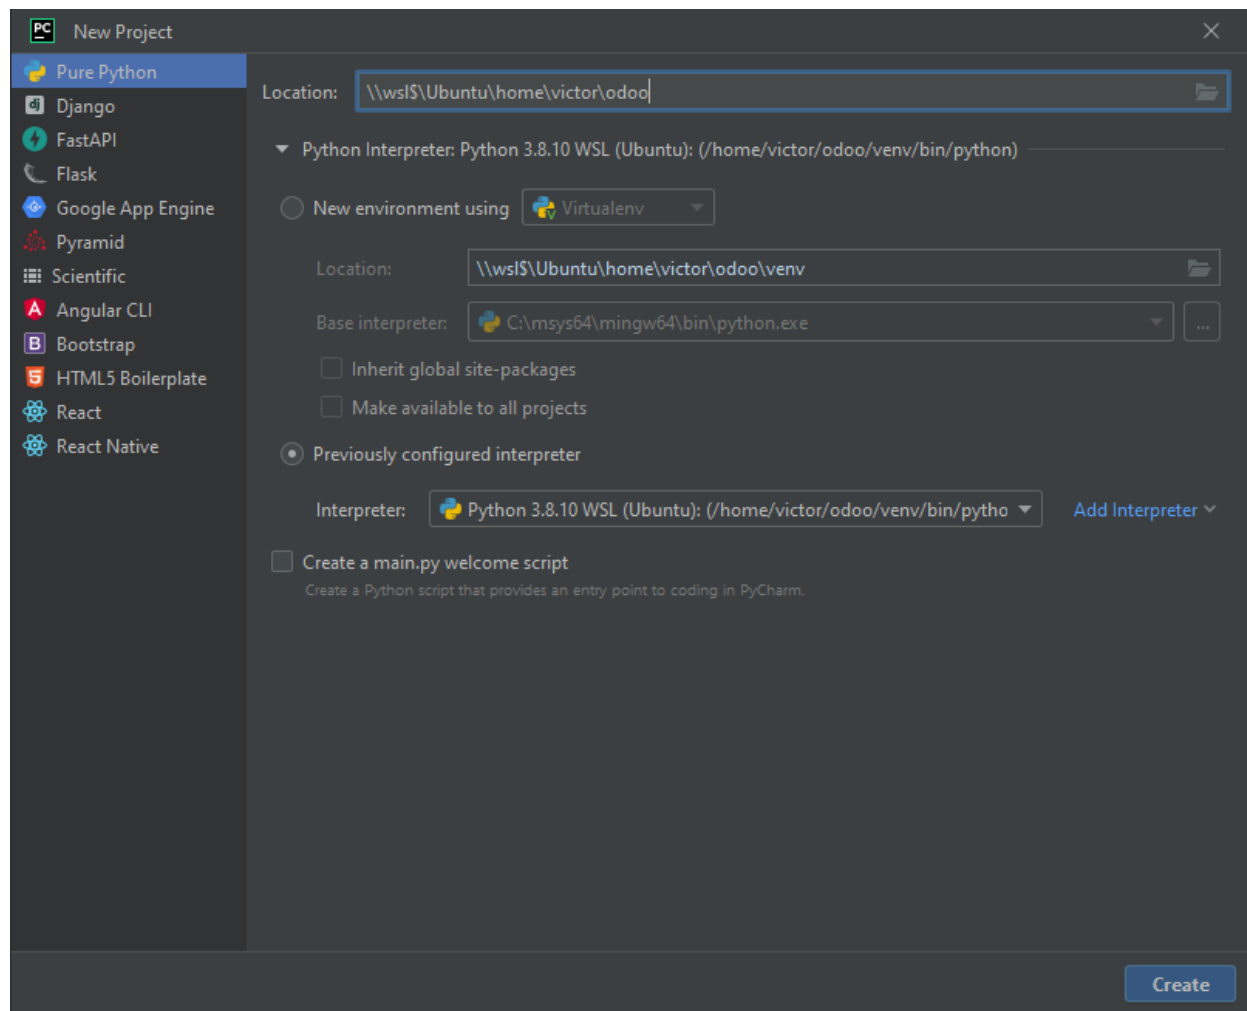 PC New Project
Pure Python
dj Django
FastAPI
Flask
Google App Engine
Pyramid
Scientific
A Angular CLI
B Bootstrap
5 HTML5 Boilerplate
React
React Native
Location: \\wsl$\Ubuntu\home\victor\odoo
Python Interpreter: Python 3.8.10 WSL (Ubuntu): (/home/victor/odoo/venv/bin/python)
New environment using V Virtualenv
Location: \\wsl$\Ubuntu\home\victor\odoo\venv
Base interpreter: C:\msys64\mingw64\bin\python.exe ...
Inherit global site-packages
Make available to all projects
Previously configured interpreter
Interpreter: Python 3.8.10 WSL (Ubuntu): (/home/victor/odoo/venv/bin/pytho Add Interpreter
Create a main.py welcome script
Create a Python script that provides an entry point to coding in PyCharm.
Create